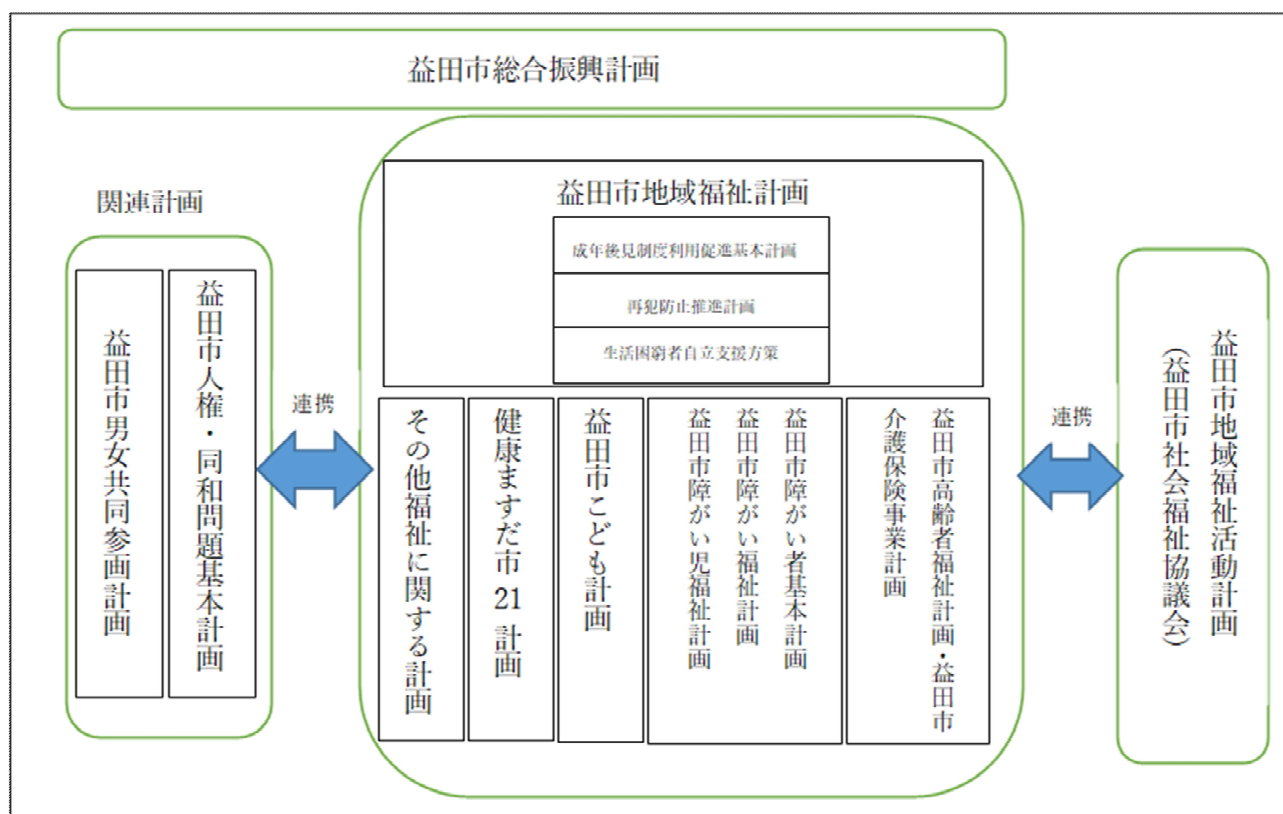 益田市総合振興計画
関連計画
益田市人権・同和問題基本計画
益田市男女共同参画計画
連携
益田市地域福祉計画
成年後見制度利用促進基本計画
再犯防止推進計画
生活困窮者自立支援方策
益田市高齢者福祉計画・益田市
介護保険事業計画
益田市障がい者基本計画
益田市障がい福祉計画
益田市障がい児福祉計画
益田市こども計画
健康ますだ市21計画
その他福祉に関する計画
連携
益田市地域福祉活動計画
(益田市社会福祉協議会)